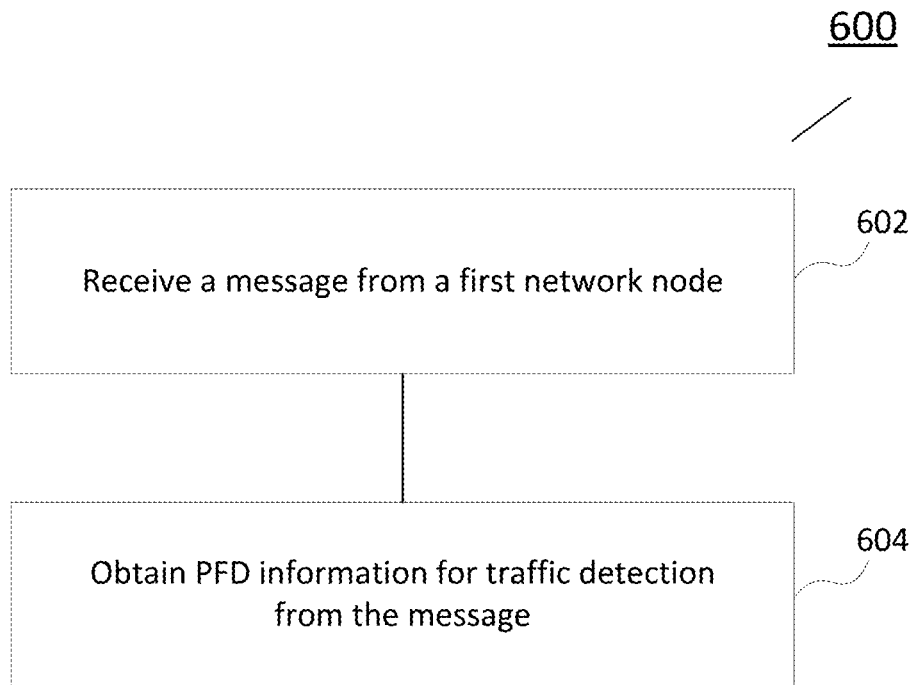 600
602
Receive a message from a first network node
604
Obtain PFD information for traffic detection
from the message